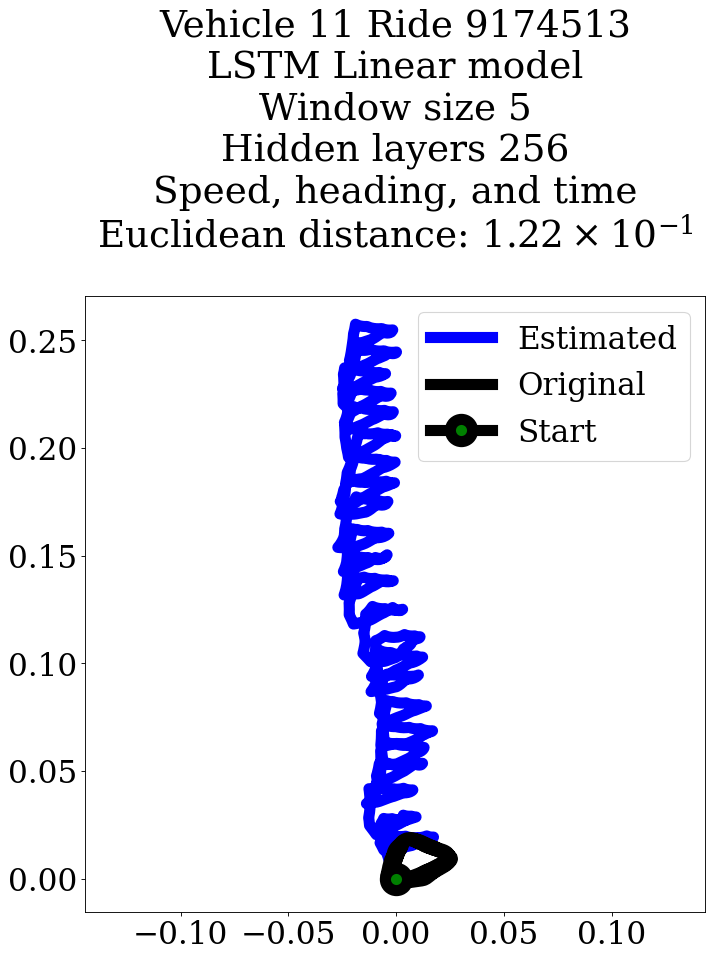 Vehicle 11 Ride 9174513
LSTM Linear model
Window size 5
Hidden layers 256
Speed, heading, and time
Euclidean distance: 1.22 × 10⁻¹
Estimated
Original
Start
0.25
0.20
0.15
0.10
0.05
0.00
−0.10 −0.05 0.00 0.05 0.10